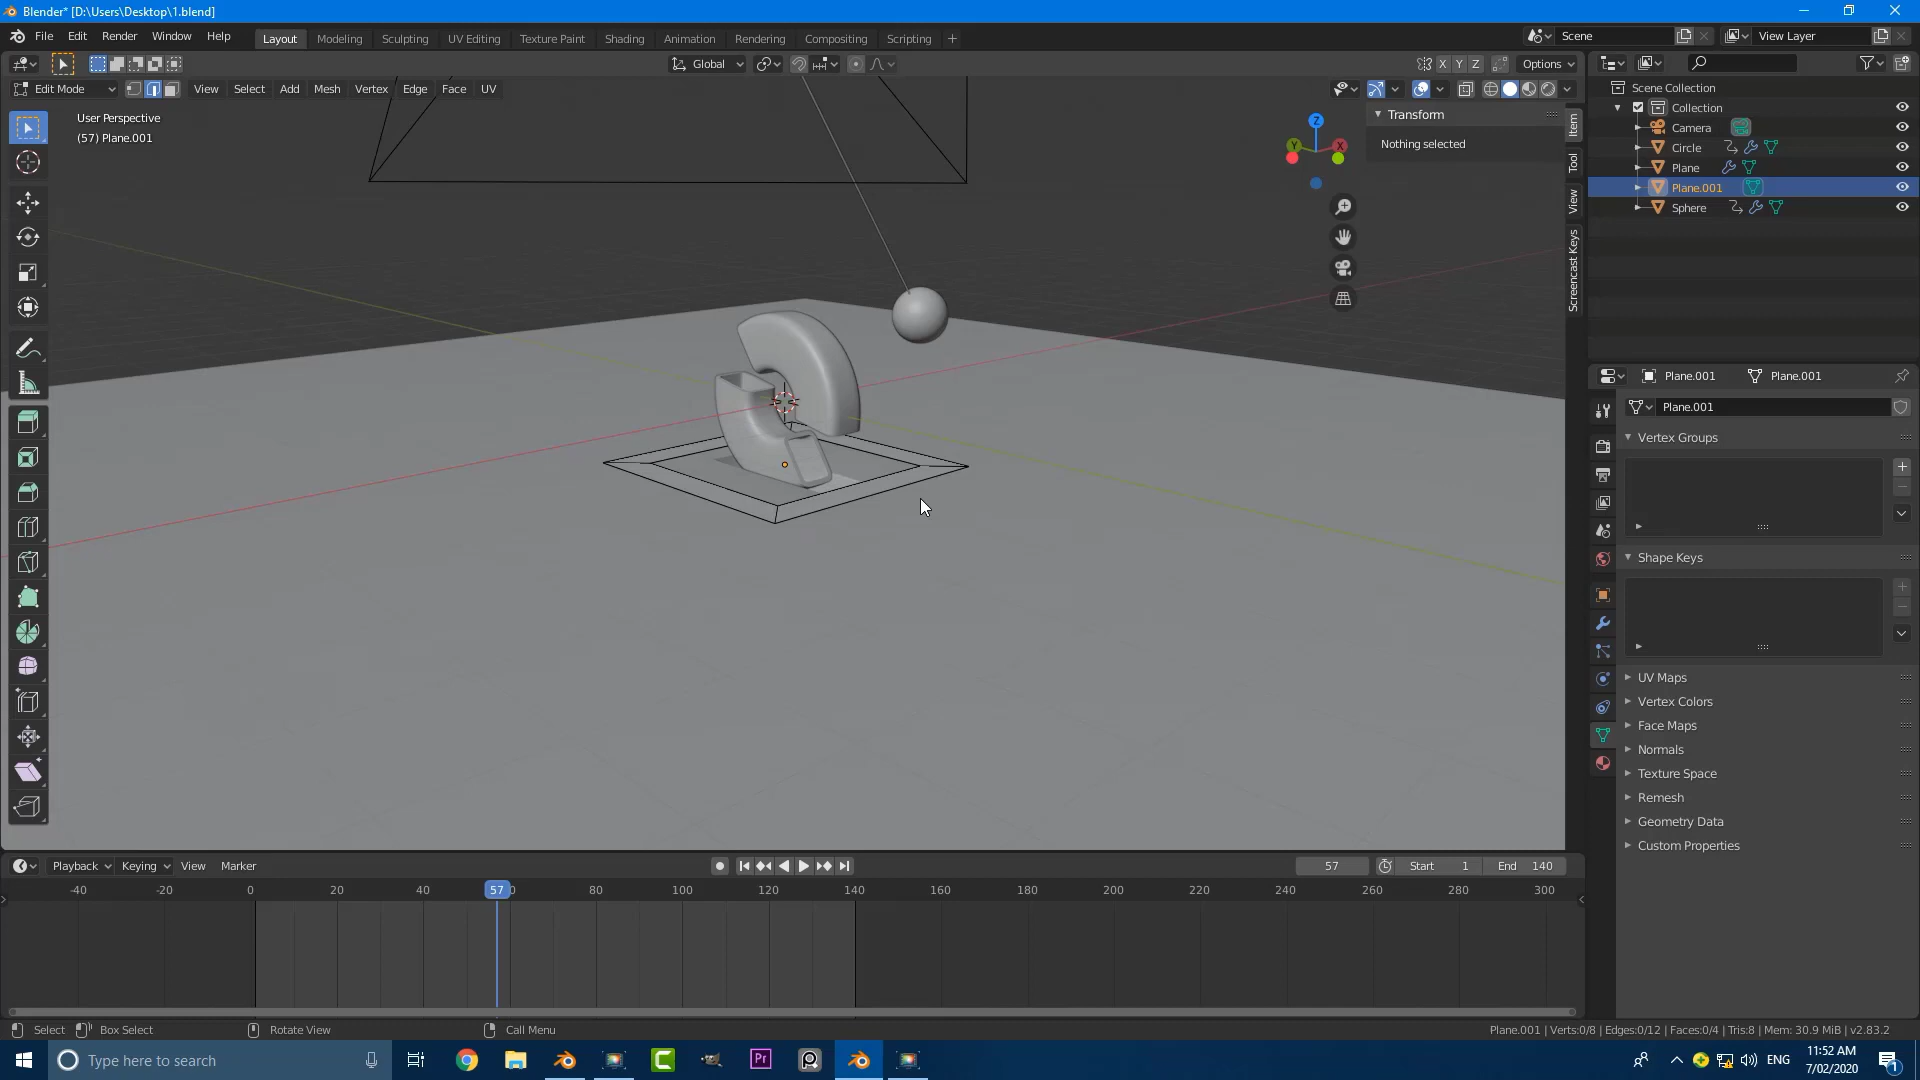 Blender* [D:\Users\Desktop\1.blend]
File Edit Render Window Help
Layout Modeling Sculpting UV Editing Texture Paint Shading Animation Rendering Compositing Scripting +
Scene
View Layer
Global
X Y Z
Options
Edit Mode
View Select Add Mesh Vertex Edge Face UV
User Perspective
(57) Plane.001
Z
Y
X
Transform
Nothing selected
Item
Tool
View
Screencast Keys
Scene Collection
Collection
Camera
Circle
Plane
Plane.001
Sphere
Plane.001 Plane.001
Plane.001
Vertex Groups
Shape Keys
UV Maps
Vertex Colors
Face Maps
Normals
Texture Space
Remesh
Geometry Data
Custom Properties
Playback Keying View Marker
57 Start 1 End 140
-40 -20 0 20 40 57 80 100 120 140 160 180 200 220 240 260 280 300
Select Box Select Rotate View Call Menu
Plane.001 | Verts:0/8 | Edges:0/12 | Faces:0/4 | Tris:8 | Mem: 30.9 MiB | v2.83.2
Type here to search
Pr
ENG
11:52 AM
7/02/2020
1